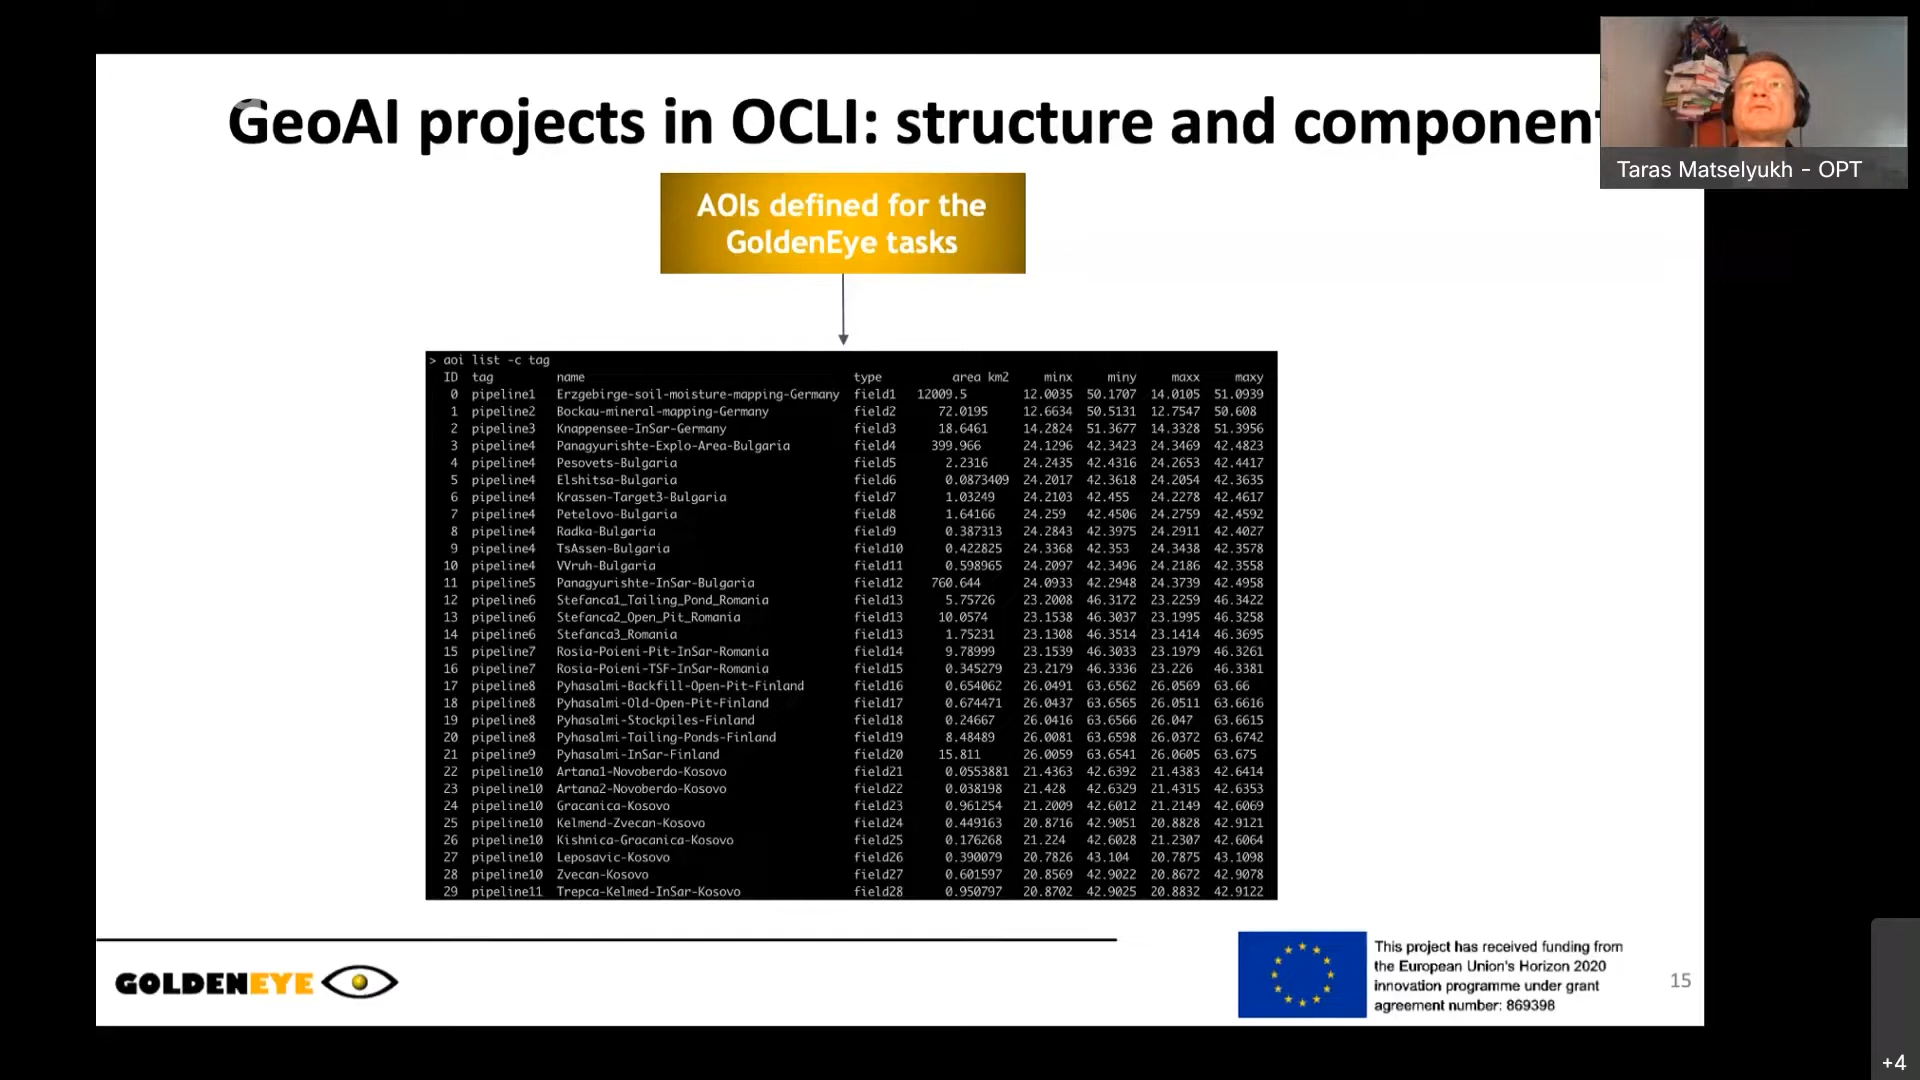 GeoAI projects in OCLI: structure and component
Taras Matselyukh - OPT
AOIs defined for the
GoldenEye tasks
> aoi list -c tag
ID tag name type area km2 minx miny maxx maxy
0 pipeline1 Erzgebirge-soil-moisture-mapping-Germany field1 12009.5 12.0035 50.1707 14.0105 51.0939
1 pipeline2 Bockau-mineral-mapping-Germany field2 72.0195 12.6634 50.5131 12.7547 50.608
2 pipeline3 Knappensee-InSar-Germany field3 18.6461 14.2824 51.3677 14.3328 51.3956
3 pipeline4 Panagyurishte-Explo-Area-Bulgaria field4 399.966 24.1296 42.3423 24.3469 42.4823
4 pipeline4 Pesovets-Bulgaria field5 2.2316 24.2435 42.4316 24.2653 42.4417
5 pipeline4 Elshitsa-Bulgaria field6 0.0873409 24.2017 42.3618 24.2054 42.3635
6 pipeline4 Krassen-Target3-Bulgaria field7 1.03249 24.2103 42.455 24.2278 42.4617
7 pipeline4 Petelovo-Bulgaria field8 1.64166 24.259 42.4506 24.2759 42.4592
8 pipeline4 Radka-Bulgaria field9 0.387313 24.2843 42.3975 24.2911 42.4027
9 pipeline4 TsAssen-Bulgaria field10 0.422825 24.3368 42.353 24.3438 42.3578
10 pipeline4 VVruh-Bulgaria field11 0.598965 24.2097 42.3496 24.2186 42.3558
11 pipeline5 Panagyurishte-InSar-Bulgaria field12 760.644 24.0933 42.2948 24.3739 42.4958
12 pipeline6 Stefanca1_Tailing_Pond_Romania field13 5.75726 23.2008 46.3172 23.2259 46.3422
13 pipeline6 Stefanca2_Open_Pit_Romania field13 10.0574 23.1538 46.3037 23.1995 46.3258
14 pipeline6 Stefanca3_Romania field13 1.75231 23.1308 46.3514 23.1414 46.3695
15 pipeline7 Rosia-Poieni-Pit-InSar-Romania field14 9.78999 23.1539 46.3033 23.1979 46.3261
16 pipeline7 Rosia-Poieni-TSF-InSar-Romania field15 0.345279 23.2179 46.3336 23.226 46.3381
17 pipeline8 Pyhasalmi-Backfill-Open-Pit-Finland field16 0.654062 26.0491 63.6562 26.0569 63.66
18 pipeline8 Pyhasalmi-Old-Open-Pit-Finland field17 0.674471 26.0437 63.6565 26.0511 63.6616
19 pipeline8 Pyhasalmi-Stockpiles-Finland field18 0.24667 26.0416 63.6566 26.047 63.6615
20 pipeline8 Pyhasalmi-Tailing-Ponds-Finland field19 8.48489 26.0081 63.6598 26.0372 63.6742
21 pipeline9 Pyhasalmi-InSar-Finland field20 15.811 26.0059 63.6541 26.0605 63.675
22 pipeline10 Artana1-Novoberdo-Kosovo field21 0.0553881 21.4363 42.6392 21.4383 42.6414
23 pipeline10 Artana2-Novoberdo-Kosovo field22 0.038198 21.428 42.6329 21.4315 42.6353
24 pipeline10 Gracanica-Kosovo field23 0.961254 21.2009 42.6012 21.2149 42.6069
25 pipeline10 Kelmend-Zvecan-Kosovo field24 0.449163 20.8716 42.9051 20.8828 42.9121
26 pipeline10 Kishnica-Gracanica-Kosovo field25 0.176268 21.224 42.6028 21.2307 42.6064
27 pipeline10 Leposavic-Kosovo field26 0.390079 20.7826 43.104 20.7875 43.1098
28 pipeline10 Zvecan-Kosovo field27 0.601597 20.8569 42.9022 20.8672 42.9078
29 pipeline11 Trepca-Kelmed-InSar-Kosovo field28 0.950797 20.8702 42.9025 20.8832 42.9122
GOLDENEYE
This project has received funding from
the European Union's Horizon 2020
innovation programme under grant
agreement number: 869398
15
+4